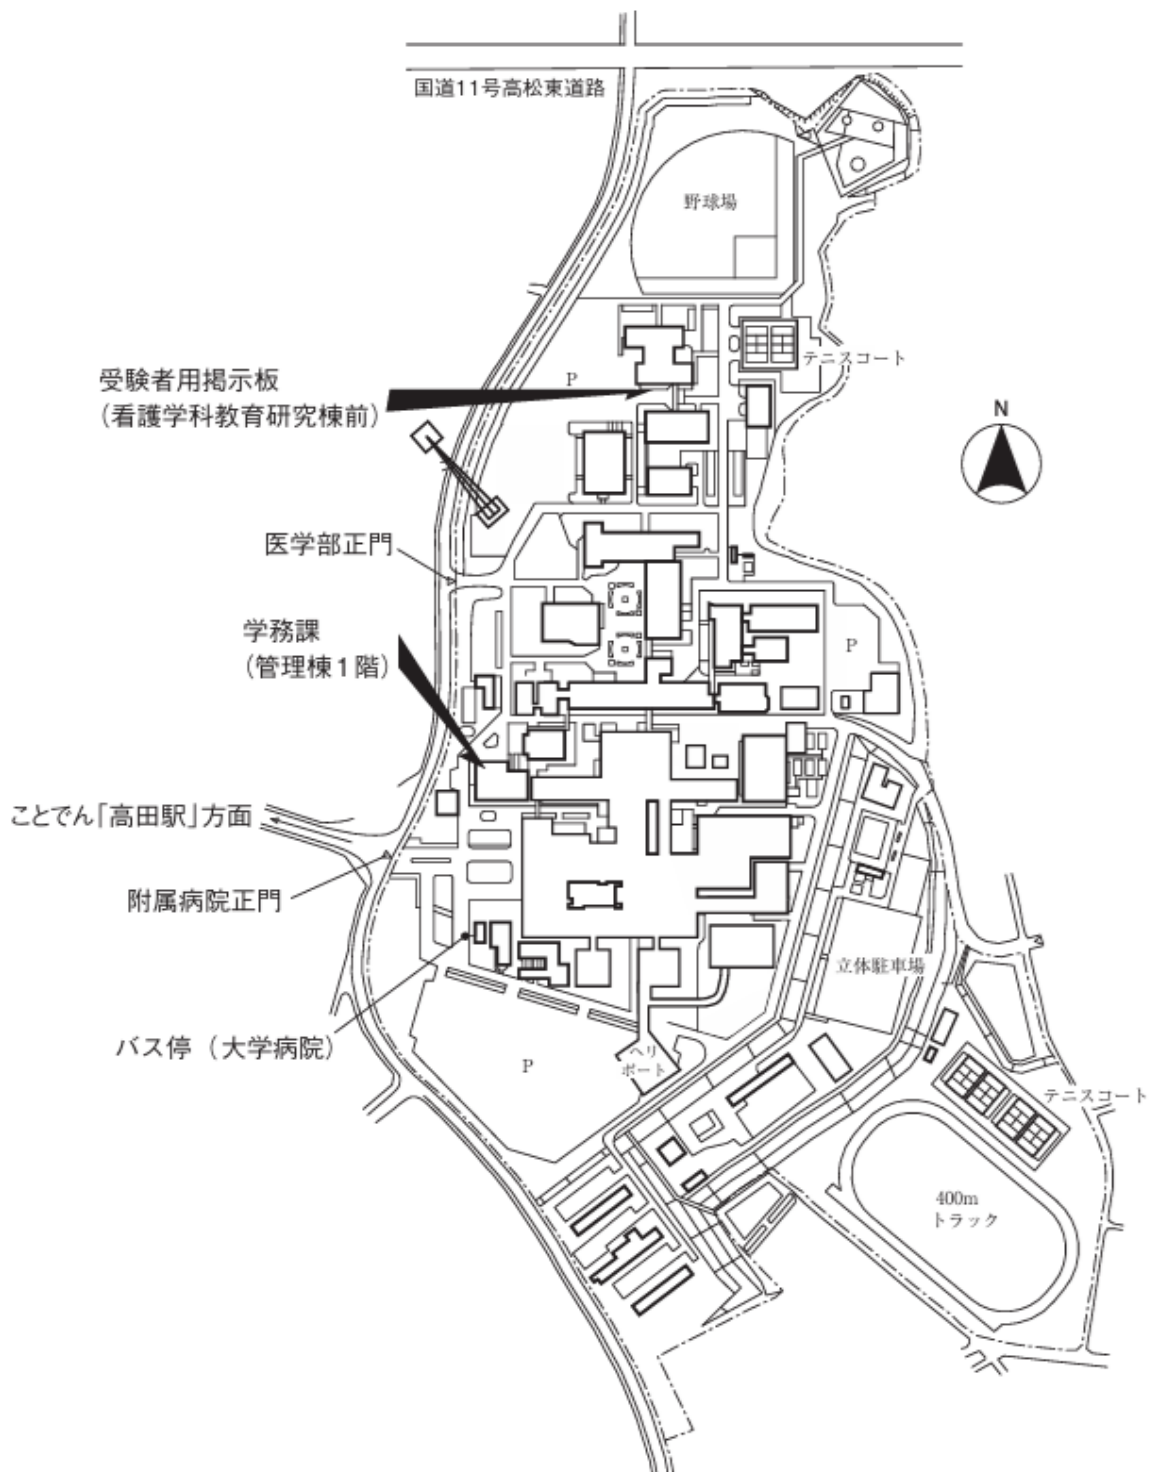 国道11号高松東道路
野球場
テニスコート
受験者用掲示板
(看護学科教育研究棟前)
P
N
医学部正門
学務課
(管理棟1階)
P
ことでん「高田駅」方面
附属病院正門
立体駐車場
バス停 (大学病院)
P
ヘリ
ポート
テニスコート
400m
トラック